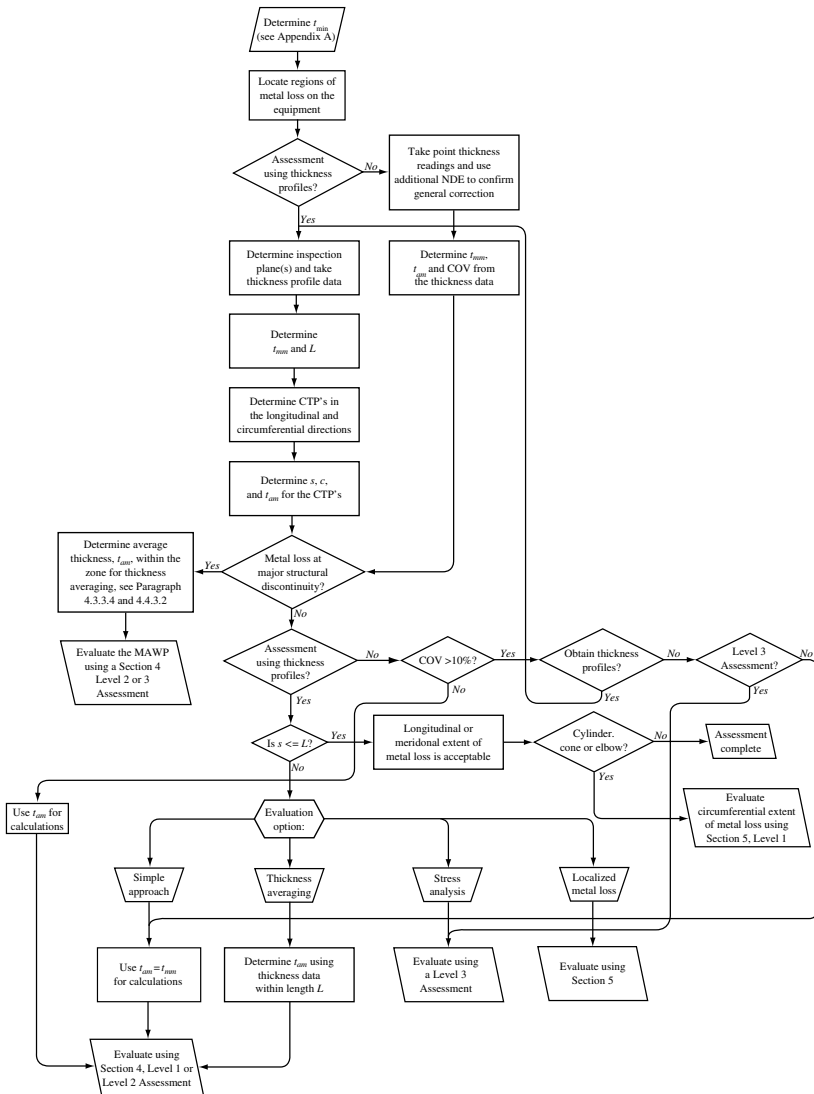 Determine t_min
(see Appendix A)
Locate regions of
metal loss on the
equipment
Assessment
using thickness
profiles?
No
Take point thickness
readings and use
additional NDE to confirm
general correction
Yes
Determine inspection
plane(s) and take
thickness profile data
Determine t_mm,
t_am and COV from
the thickness data
Determine
t_mm and L
Determine CTP's in
the longitudinal and
circumferential directions
Determine s, c,
and t_am for the CTP's
Determine average
thickness, t_am, within the
zone for thickness
averaging, see Paragraph
4.3.3.4 and 4.4.3.2
Yes
Metal loss at
major structural
discontinuity?
No
Evaluate the MAWP
using a Section 4
Level 2 or 3
Assessment
Assessment
using thickness
profiles?
No
COV >10%?
Yes
Obtain thickness
profiles?
No
Level 3
Assessment?
No
Yes
No
Yes
Yes
Is s <= L?
Yes
Longitudinal or
meridonal extent of
metal loss is acceptable
Cylinder.
cone or elbow?
No
Assessment
complete
No
Yes
Use t_am for
calculations
Evaluation
option:
Evaluate
circumferential extent
of metal loss using
Section 5, Level 1
Simple
approach
Thickness
averaging
Stress
analysis
Localized
metal loss
Use t_am = t_mm
for calculations
Determine t_am using
thickness data
within length L
Evaluate using
a Level 3
Assessment
Evaluate using
Section 5
Evaluate using
Section 4, Level 1 or
Level 2 Assessment